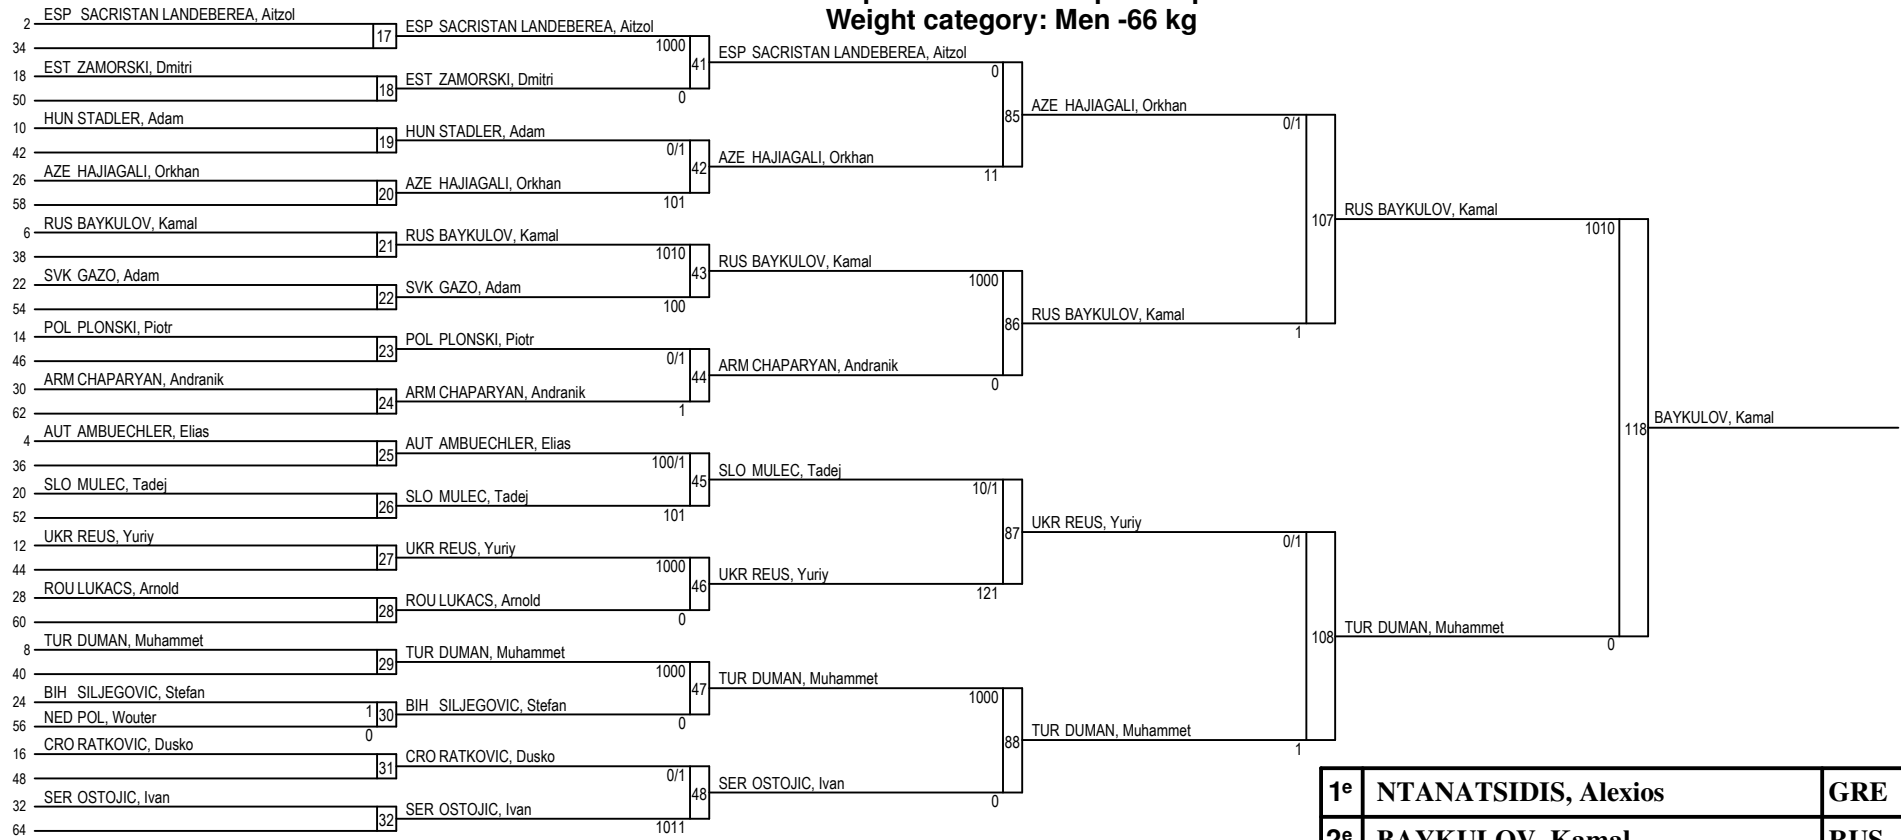 Weight category: Men -66 kg
2 ESP SACRISTAN LANDEBEREA, Aitzol
34
17
18 EST ZAMORSKI, Dmitri
50
18
10 HUN STADLER, Adam
42
19
26 AZE HAJIAGALI, Orkhan
58
20
6 RUS BAYKULOV, Kamal
38
21
22 SVK GAZO, Adam
54
22
14 POL PLONSKI, Piotr
46
23
30 ARM CHAPARYAN, Andranik
62
24
4 AUT AMBUECHLER, Elias
36
25
20 SLO MULEC, Tadej
52
26
12 UKR REUS, Yuriy
44
27
28 ROU LUKACS, Arnold
60
28
8 TUR DUMAN, Muhammet
40
29
24 BIH SILJEGOVIC, Stefan
1
56 NED POL, Wouter
0
30
16 CRO RATKOVIC, Dusko
48
31
32 SER OSTOJIC, Ivan
64
32
ESP SACRISTAN LANDEBEREA, Aitzol
1000
41
EST ZAMORSKI, Dmitri
0
HUN STADLER, Adam
0/1
42
AZE HAJIAGALI, Orkhan
101
RUS BAYKULOV, Kamal
1010
43
SVK GAZO, Adam
100
POL PLONSKI, Piotr
0/1
44
ARM CHAPARYAN, Andranik
1
AUT AMBUECHLER, Elias
100/1
45
SLO MULEC, Tadej
101
UKR REUS, Yuriy
1000
46
ROU LUKACS, Arnold
0
TUR DUMAN, Muhammet
1000
47
BIH SILJEGOVIC, Stefan
0
CRO RATKOVIC, Dusko
0/1
48
SER OSTOJIC, Ivan
1011
ESP SACRISTAN LANDEBEREA, Aitzol
0
85
AZE HAJIAGALI, Orkhan
11
RUS BAYKULOV, Kamal
1000
86
ARM CHAPARYAN, Andranik
0
SLO MULEC, Tadej
10/1
87
UKR REUS, Yuriy
121
TUR DUMAN, Muhammet
1000
88
SER OSTOJIC, Ivan
0
AZE HAJIAGALI, Orkhan
0/1
107
RUS BAYKULOV, Kamal
1
UKR REUS, Yuriy
0/1
108
TUR DUMAN, Muhammet
1
RUS BAYKULOV, Kamal
1010
118
TUR DUMAN, Muhammet
0
BAYKULOV, Kamal
1e NTANATSIDIS, Alexios GRE
2e BAYKULOV, Kamal RUS